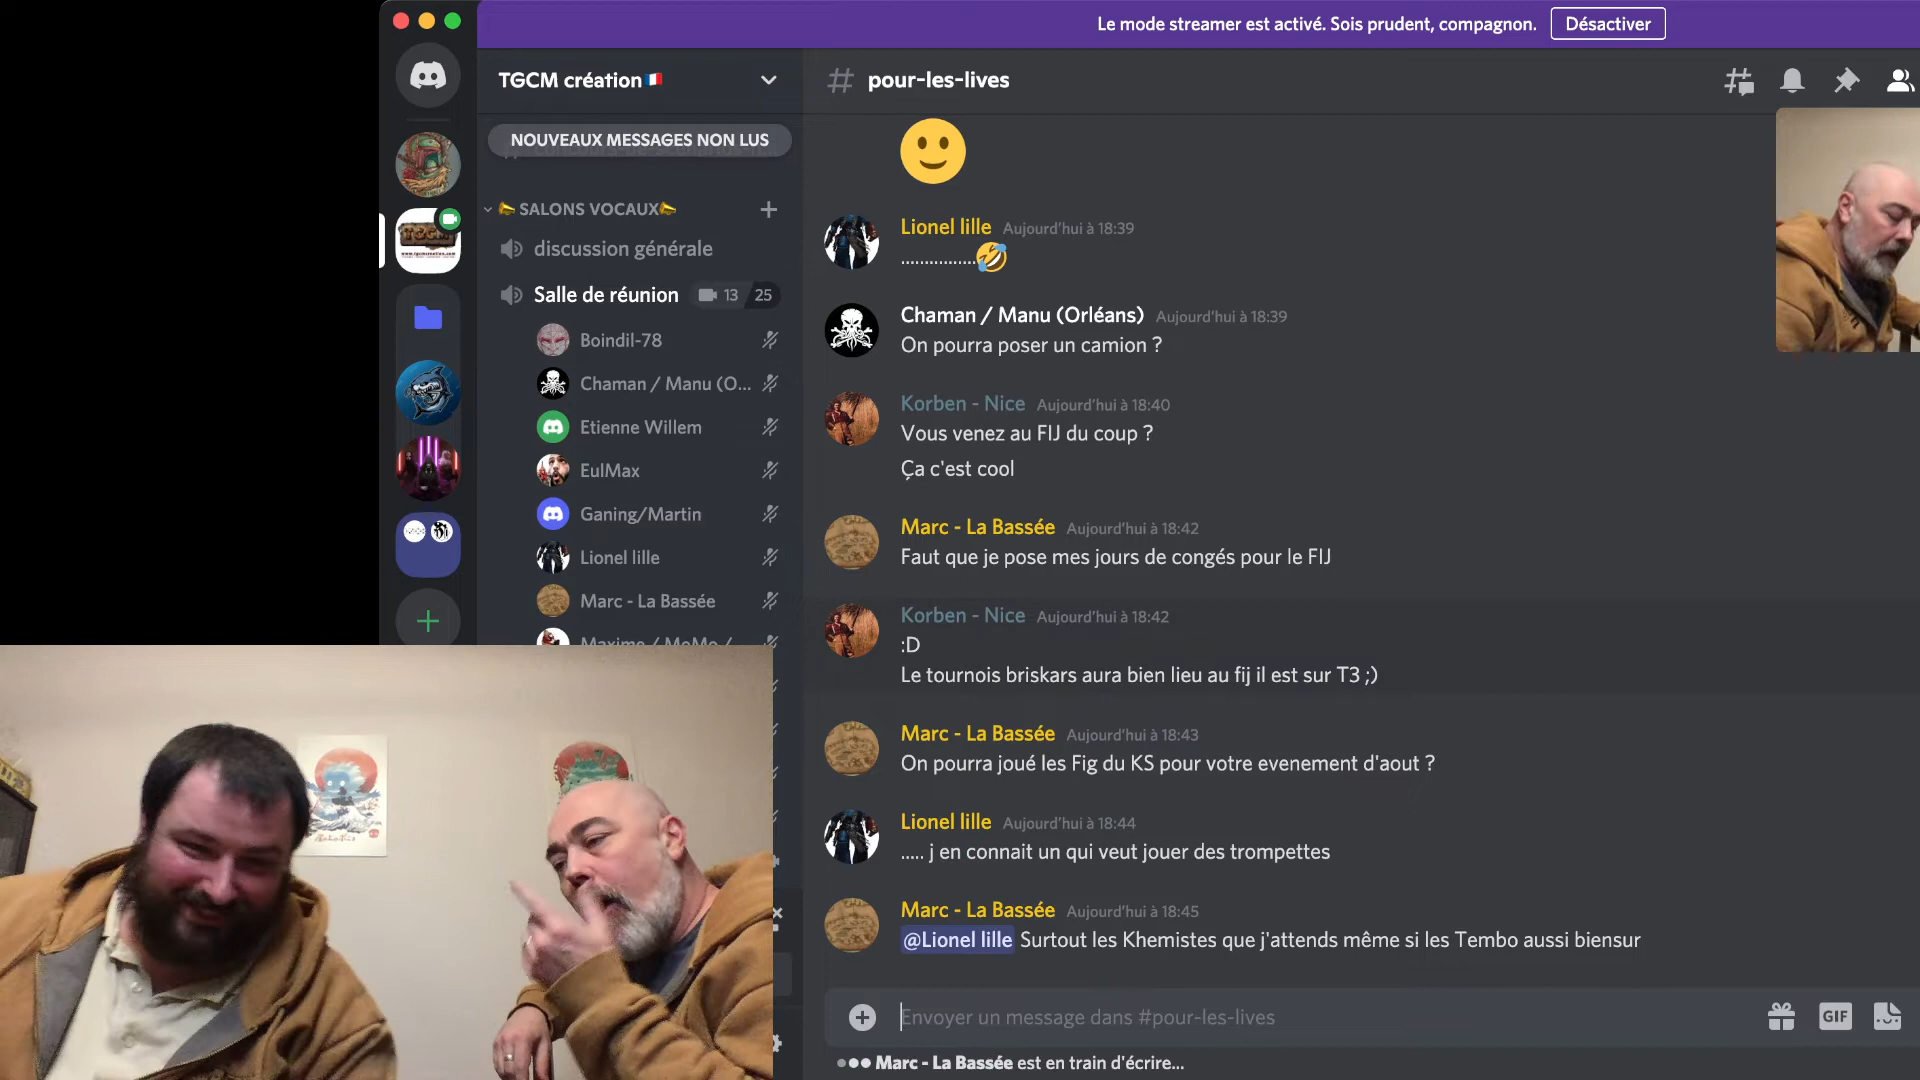 Le mode streamer est activé. Sois prudent, compagnon.
Désactiver
TGCM création
pour-les-lives
NOUVEAUX MESSAGES NON LUS
SALONS VOCAUX
discussion générale
Salle de réunion
13
25
Boindil-78
Chaman / Manu (O...
Etienne Willem
EulMax
Ganing/Martin
Lionel lille
Marc - La Bassée
Maxime / MoMo /
Lionel lille Aujourd'hui à 18:39
................
Chaman / Manu (Orléans) Aujourd'hui à 18:39
On pourra poser un camion ?
Korben - Nice Aujourd'hui à 18:40
Vous venez au FIJ du coup ?
Ça c'est cool
Marc - La Bassée Aujourd'hui à 18:42
Faut que je pose mes jours de congés pour le FIJ
Korben - Nice Aujourd'hui à 18:42
:D
Le tournois briskars aura bien lieu au fij il est sur T3 ;)
Marc - La Bassée Aujourd'hui à 18:43
On pourra joué les Fig du KS pour votre evenement d'aout ?
Lionel lille Aujourd'hui à 18:44
..... j en connait un qui veut jouer des trompettes
Marc - La Bassée Aujourd'hui à 18:45
@Lionel lille Surtout les Khemistes que j'attends même si les Tembo aussi biensur
Envoyer un message dans #pour-les-lives
GIF
Marc - La Bassée est en train d'écrire...